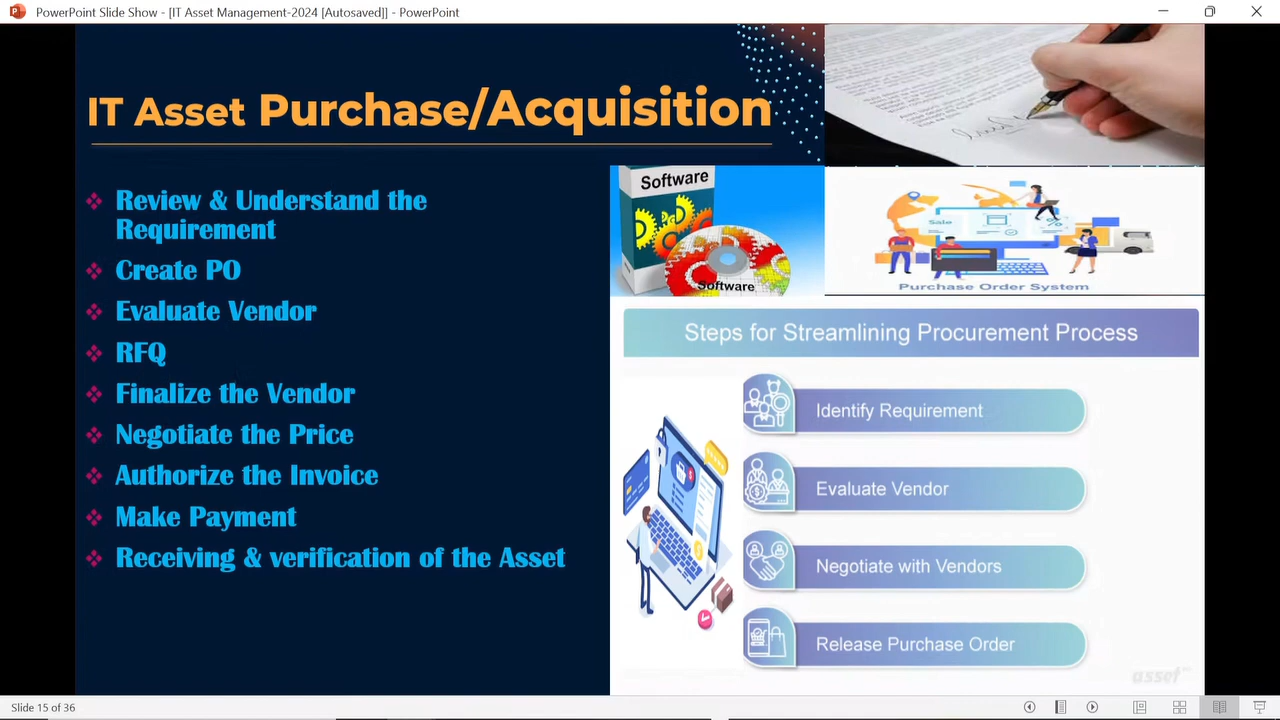 PowerPoint Slide Show - [IT Asset Management-2024 [Autosaved]] - PowerPoint
IT Asset Purchase/Acquisition
Review & Understand the
Requirement
Create PO
Evaluate Vendor
RFQ
Finalize the Vendor
Negotiate the Price
Authorize the Invoice
Make Payment
Receiving & verification of the Asset
Software
Software
Sale
Purchase Order System
Steps for Streamlining Procurement Process
Identify Requirement
Evaluate Vendor
Negotiate with Vendors
Release Purchase Order
Slide 15 of 36